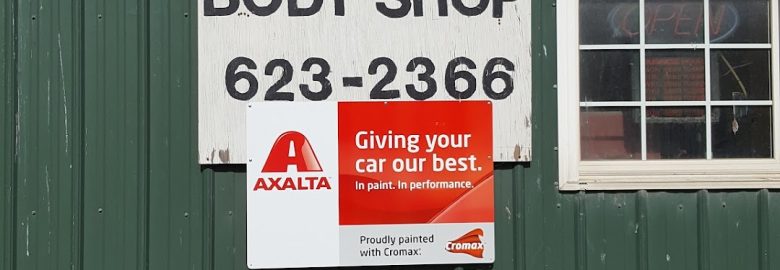 BODY SHOP
623-2366
OPEN
Giving your
car our best.
In paint. In performance.
AXALTA
Proudly painted
with Cromax.
Cromax